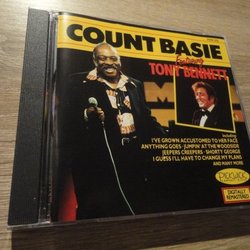 COUNT BASIE
featuring
TONY BENNETT
Including:
I'VE GROWN ACCUSTOMED TO HER FACE
ANYTHING GOES · JUMPIN' AT THE WOODSIDE
JEEPERS CREEPERS · SHORTY GEORGE
I GUESS I'LL HAVE TO CHANGE MY PLANS
AND MANY MORE
PICKWICK
DIGITALLY
REMASTERED